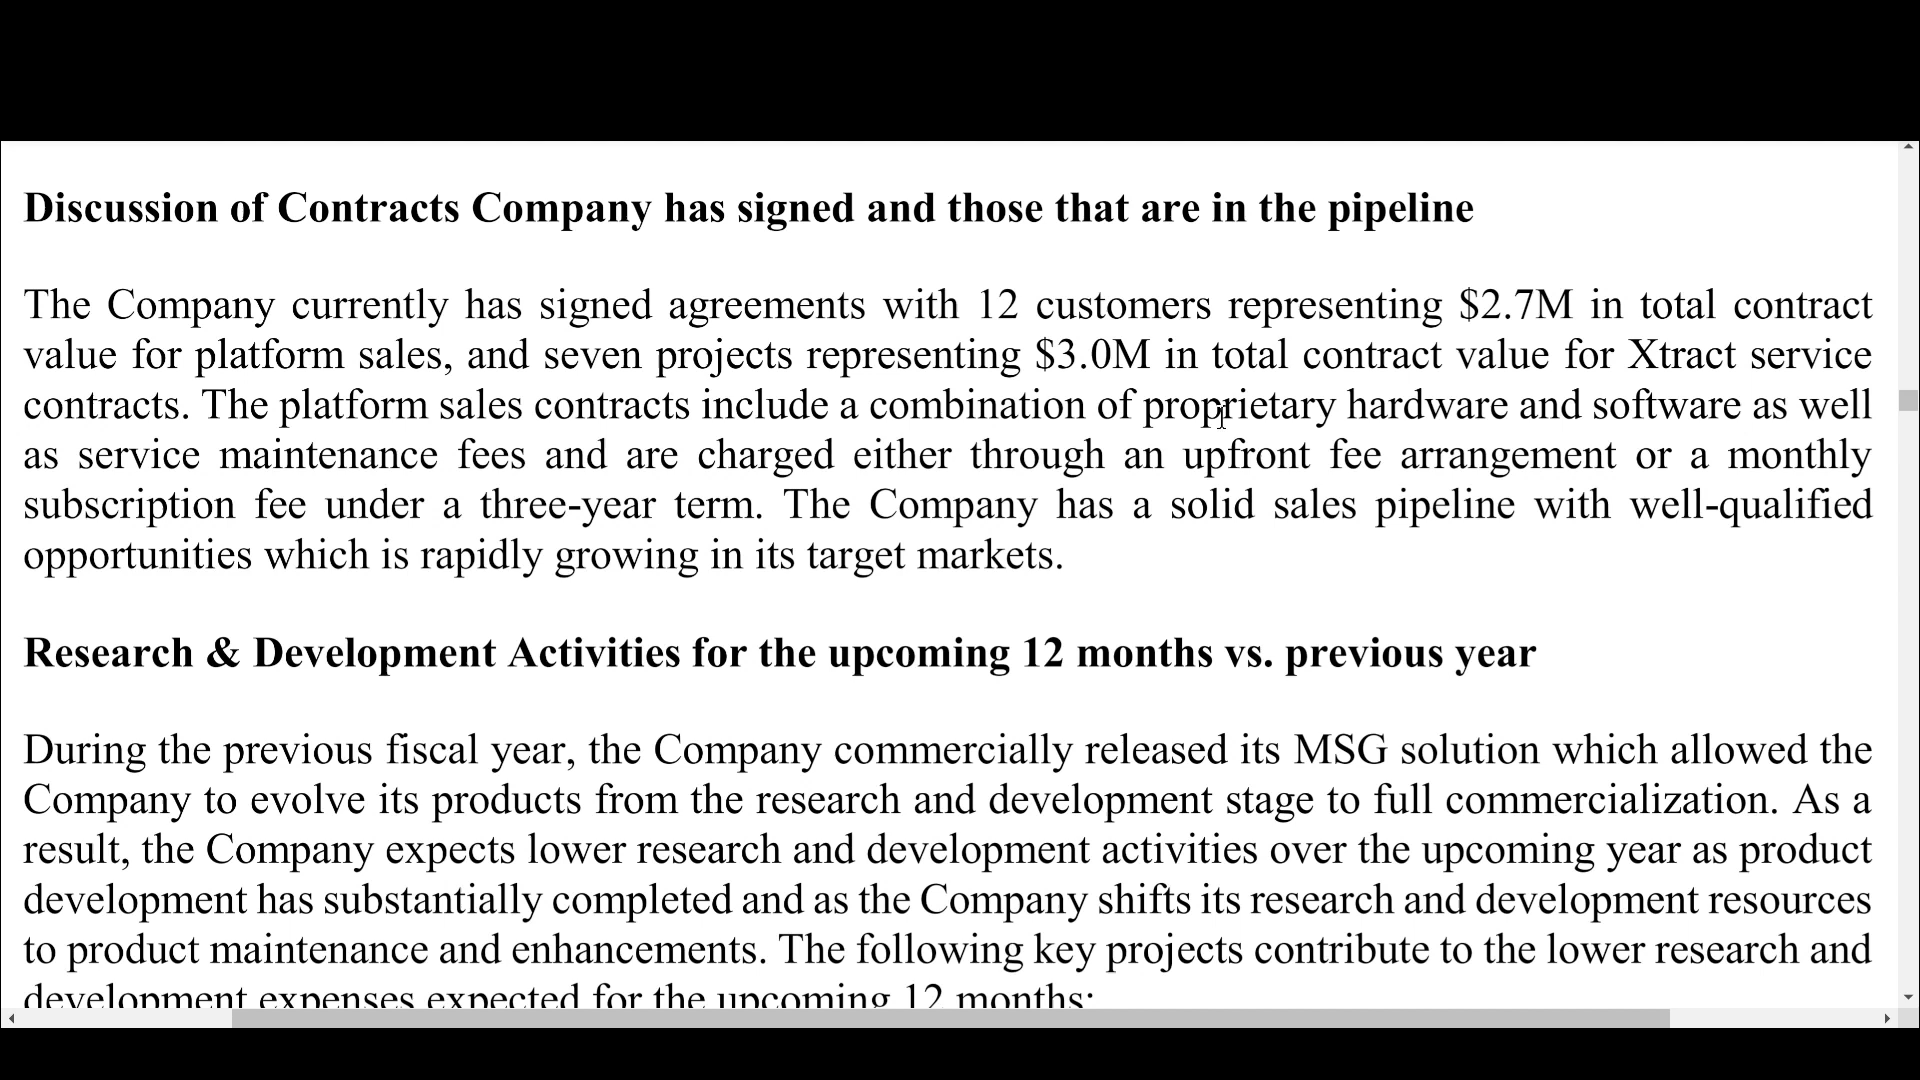 Discussion of Contracts Company has signed and those that are in the pipeline
The Company currently has signed agreements with 12 customers representing $2.7M in total contract
value for platform sales, and seven projects representing $3.0M in total contract value for Xtract service
contracts. The platform sales contracts include a combination of proprietary hardware and software as well
as service maintenance fees and are charged either through an upfront fee arrangement or a monthly
subscription fee under a three-year term. The Company has a solid sales pipeline with well-qualified
opportunities which is rapidly growing in its target markets.
Research & Development Activities for the upcoming 12 months vs. previous year
During the previous fiscal year, the Company commercially released its MSG solution which allowed the
Company to evolve its products from the research and development stage to full commercialization. As a
result, the Company expects lower research and development activities over the upcoming year as product
development has substantially completed and as the Company shifts its research and development resources
to product maintenance and enhancements. The following key projects contribute to the lower research and
development expenses expected for the upcoming 12 months: